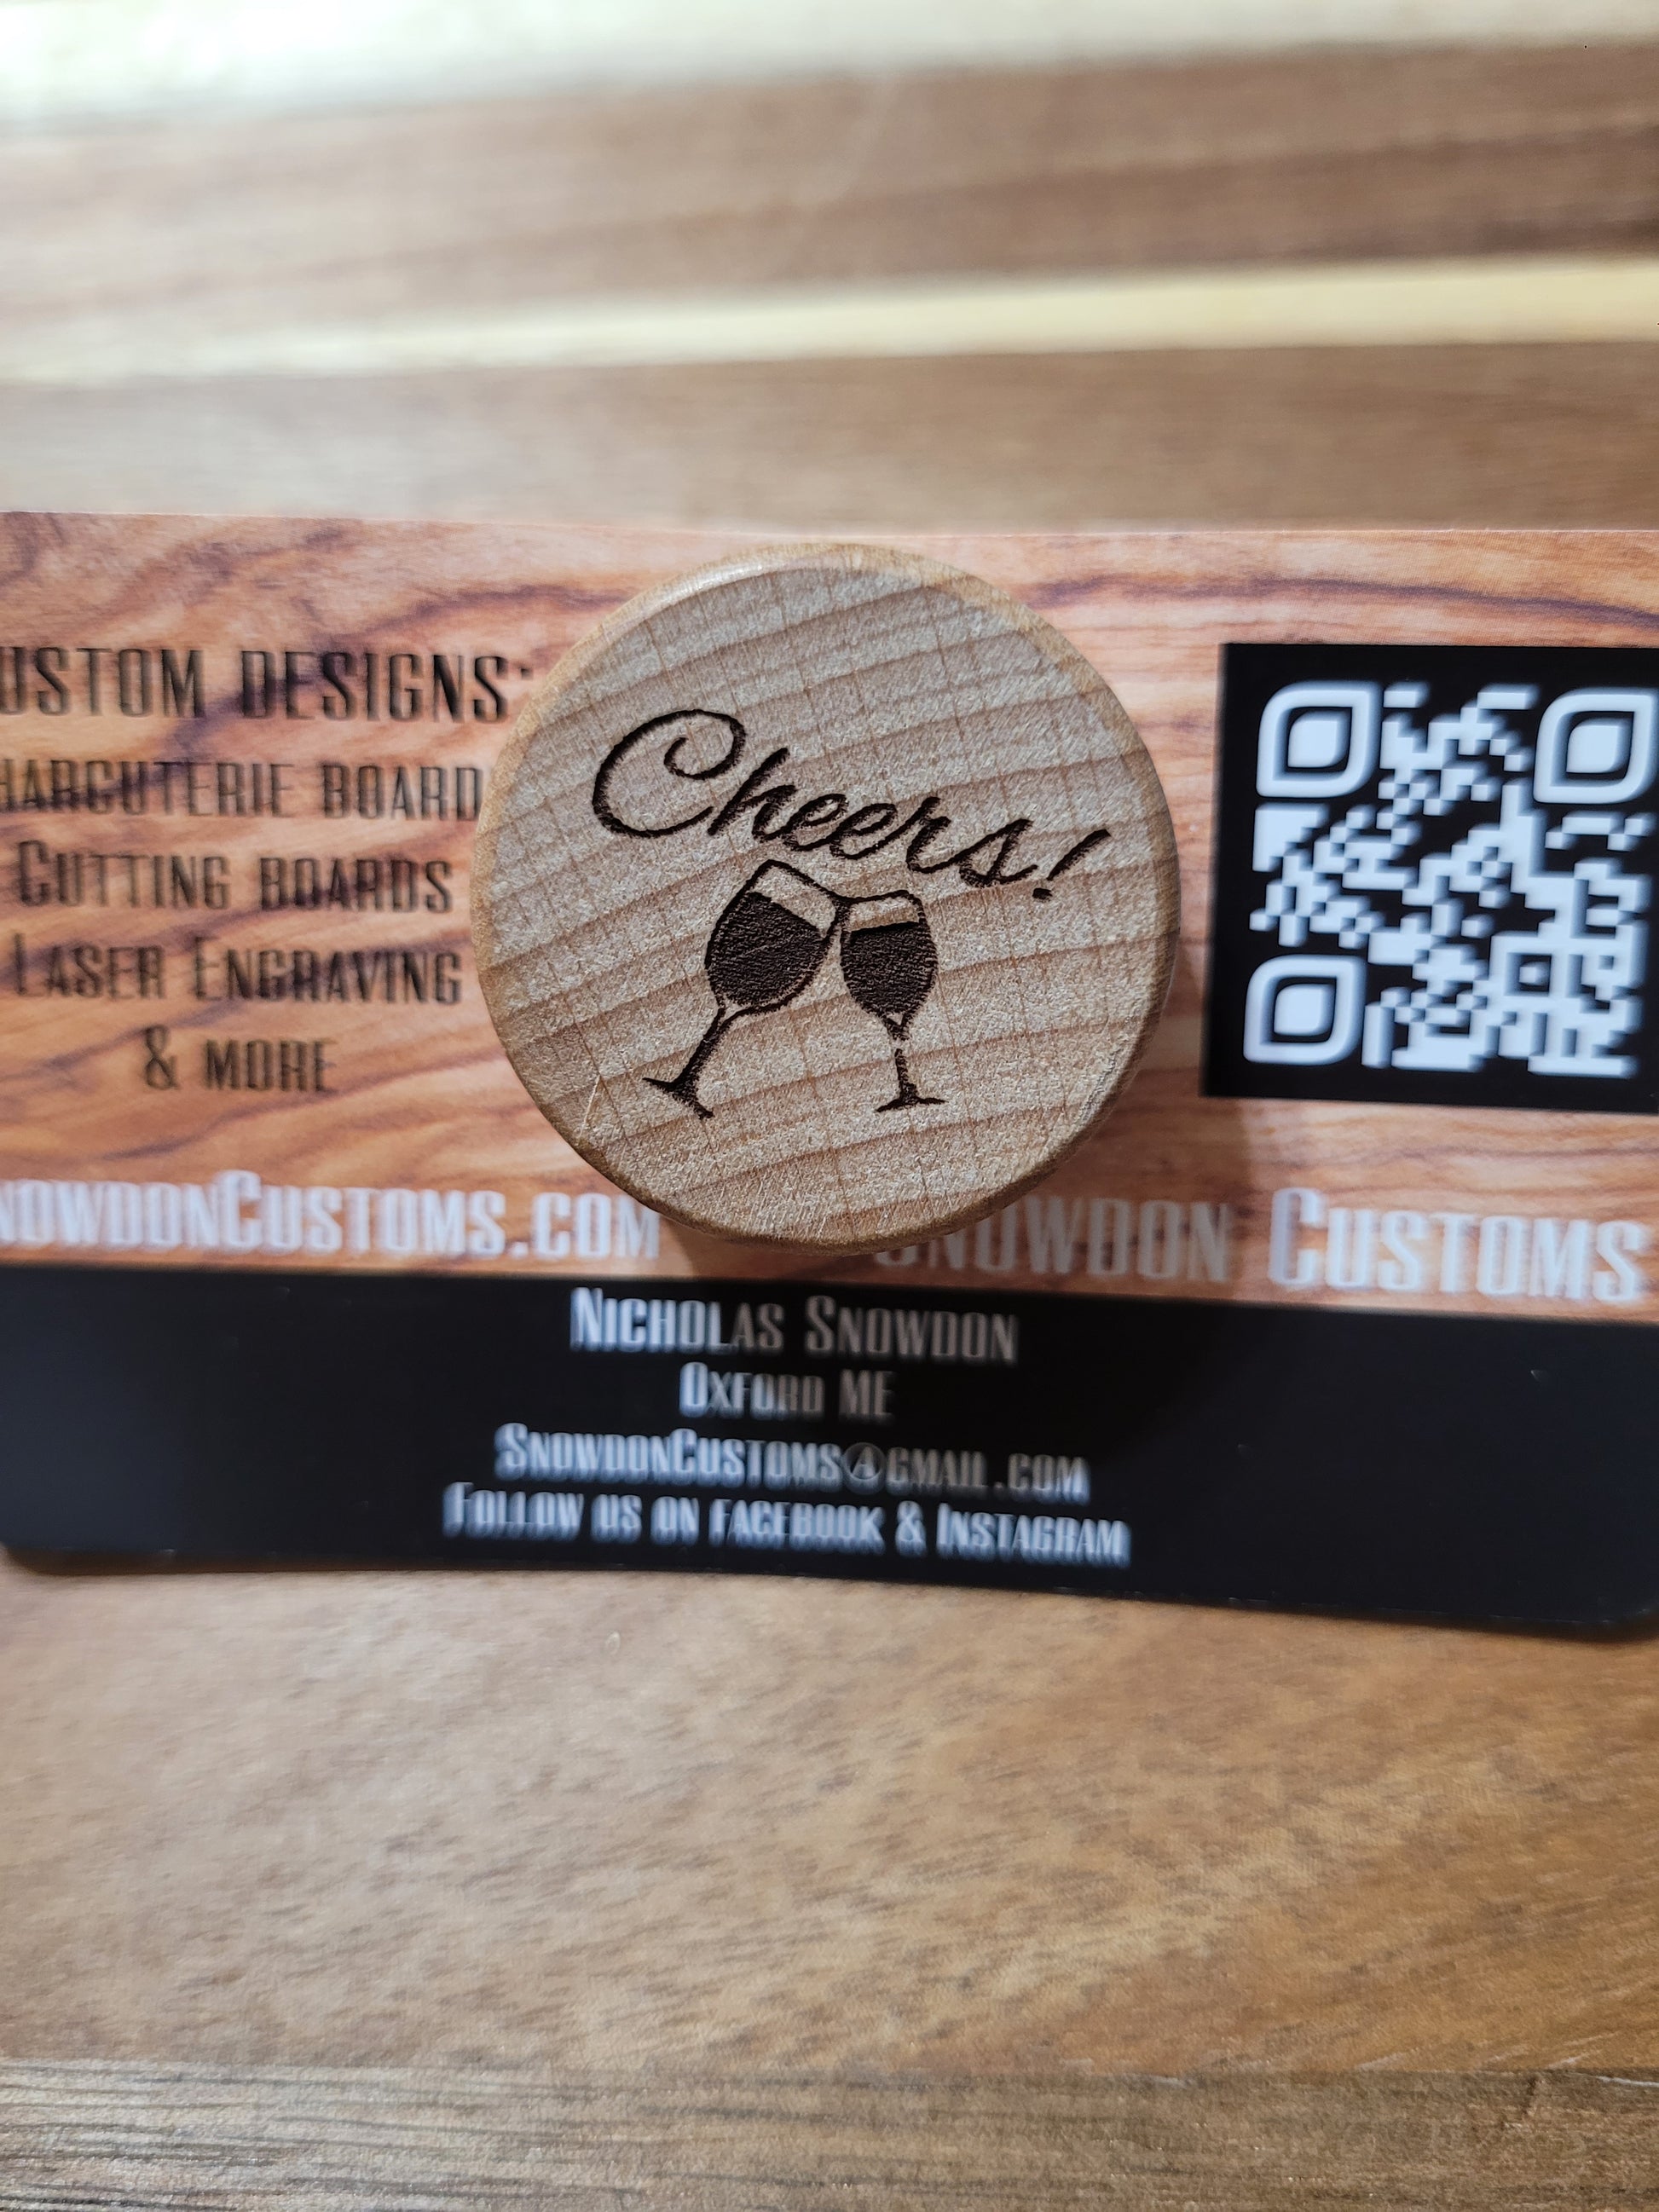 USTOM DESIGNS:
HARCUTERIE BOARD
CUTTING BOARDS
LASER ENGRAVING
& MORE
Cheers!
NOWDONCUSTOMS.COM
SNOWDON CUSTOMS
NICHOLAS SNOWDON
OXFORD ME
SNOWDONCUSTOMS@GMAIL.COM
FOLLOW US ON FACEBOOK & INSTAGRAM